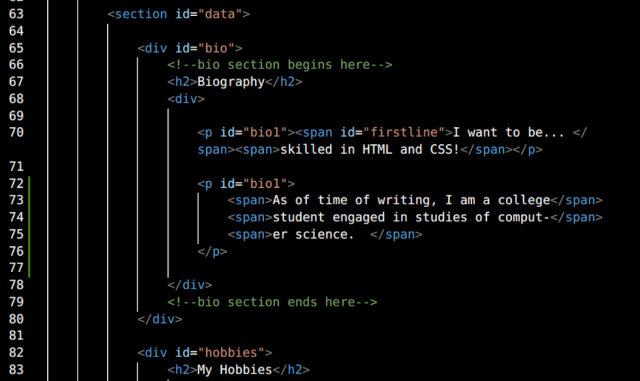 63 <section id="data">
64
65 <div id="bio">
66 <!--bio section begins here-->
67 <h2>Biography</h2>
68 <div>
69
70 <p id="bio1"><span id="firstline">I want to be... </
span><span>skilled in HTML and CSS!</span></p>
71
72 <p id="bio1">
73 <span>As of time of writing, I am a college</span>
74 <span>student engaged in studies of comput-</span>
75 <span>er science.  </span>
76 </p>
77
78 </div>
79 <!--bio section ends here-->
80 </div>
81
82 <div id="hobbies">
83 <h2>My Hobbies</h2>